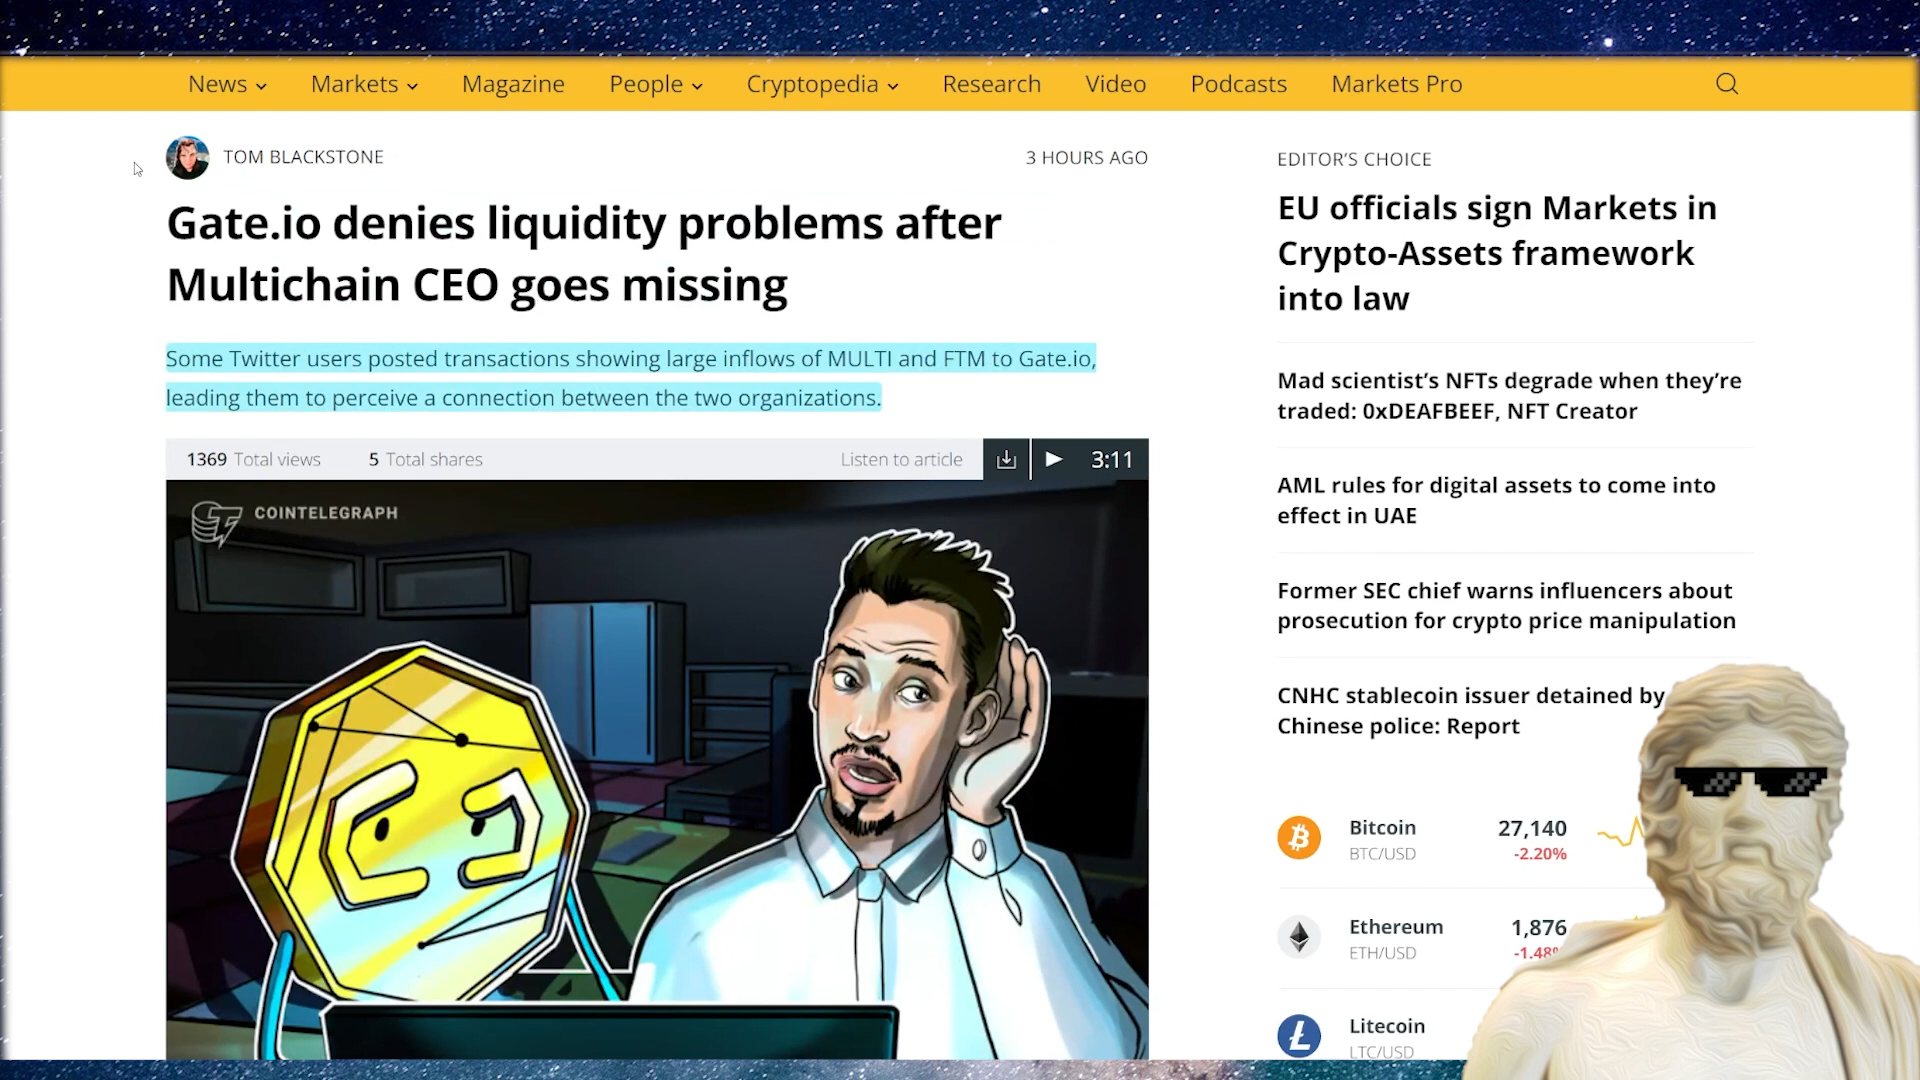 News
Markets
Magazine
People
Cryptopedia
Research
Video
Podcasts
Markets Pro
TOM BLACKSTONE
3 HOURS AGO
Gate.io denies liquidity problems after
Multichain CEO goes missing
Some Twitter users posted transactions showing large inflows of MULTI and FTM to Gate.io,
leading them to perceive a connection between the two organizations.
1369 Total views
5 Total shares
Listen to article
3:11
COINTELEGRAPH
EDITOR'S CHOICE
EU officials sign Markets in
Crypto-Assets framework
into law
Mad scientist's NFTs degrade when they're
traded: 0xDEAFBEEF, NFT Creator
AML rules for digital assets to come into
effect in UAE
Former SEC chief warns influencers about
prosecution for crypto price manipulation
CNHC stablecoin issuer detained by
Chinese police: Report
Bitcoin
27,140
BTC/USD
-2.20%
Ethereum
1,876
ETH/USD
-1.48%
Litecoin
LTC/USD